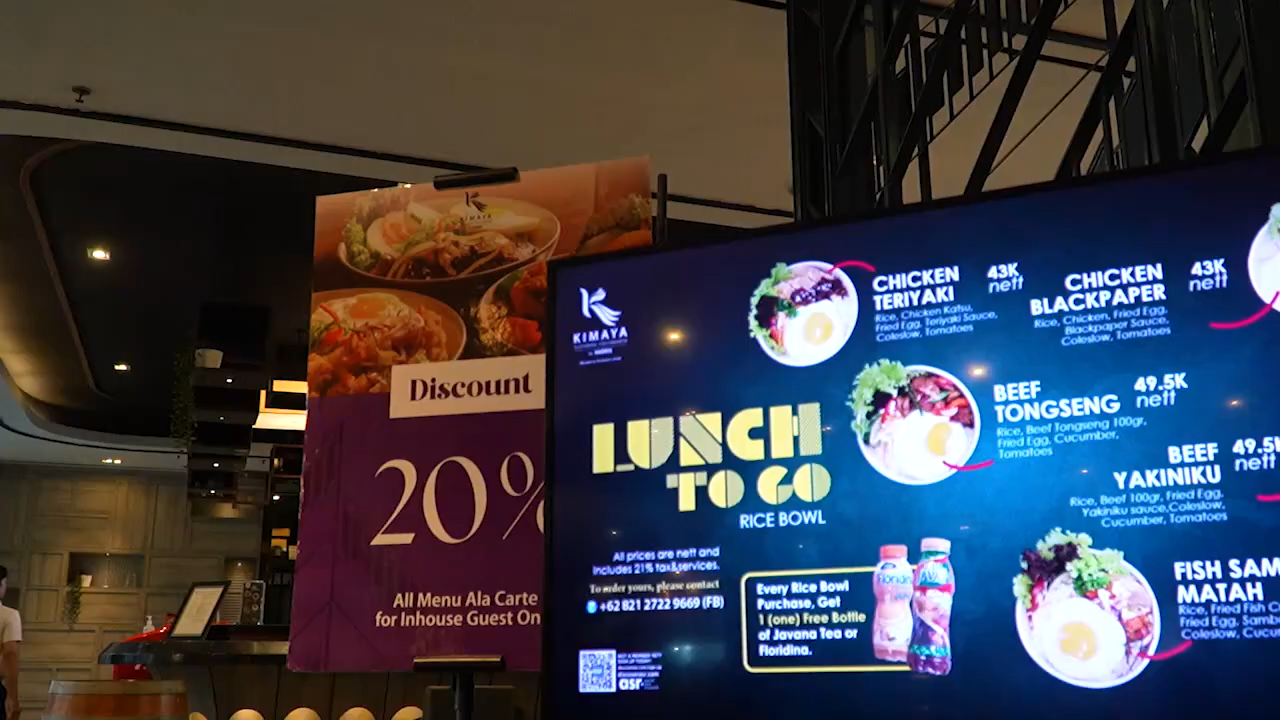 KIMAYA
Discount
20%
All Menu Ala Carte
for Inhouse Guest On
KIMAYA
LUNCH
TO GO
RICE BOWL
All prices are nett and
includes 21% tax&services.
To order yours, please contact
+62 821 2722 9669 (FB)
asr
Every Rice Bowl
Purchase, Get
1 (one) Free Bottle
of Javana Tea or
Floridina.
CHICKEN
TERIYAKI
43K
nett
Rice, Chicken Katsu,
Fried Egg, Teriyaki Sauce,
Coleslow, Tomatoes
CHICKEN
BLACKPAPER
43K
nett
Rice, Chicken, Fried Egg,
Blackpaper Sauce,
Coleslow, Tomatoes
BEEF
TONGSENG
49.5K
nett
Rice, Beef Tongseng 100gr,
Fried Egg, Cucumber,
Tomatoes
BEEF
YAKINIKU
49.5K
nett
Rice, Beef 100gr, Fried Egg,
Yakiniku sauce,Coleslow,
Cucumber, Tomatoes
FISH SAM
MATAH
Rice, Fried Fish C
Fried Egg, Samb
Coleslow, Cucu